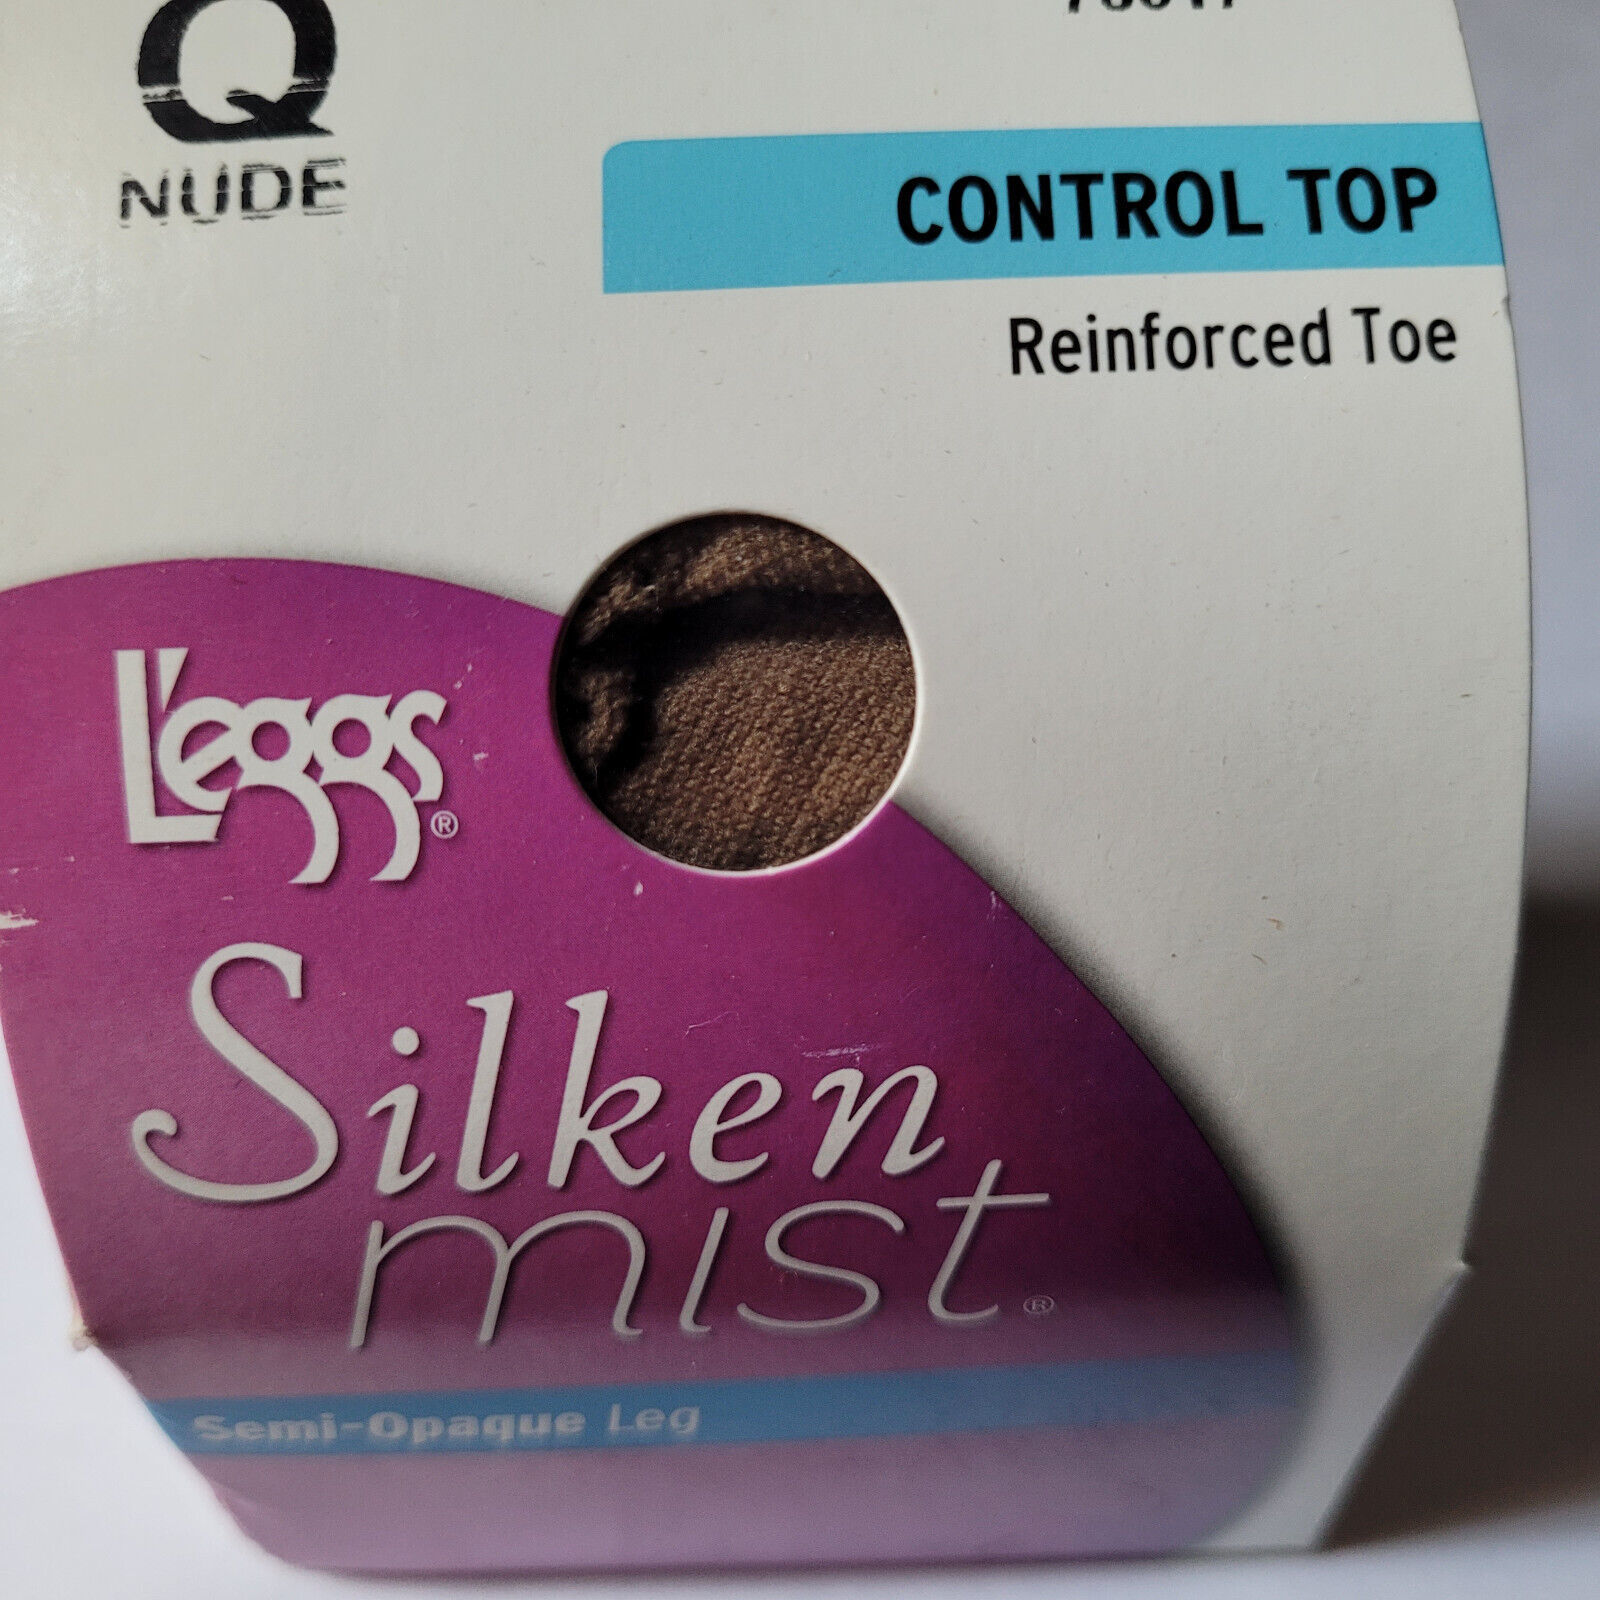 Q
NUDE
CONTROL TOP
Reinforced Toe
L'eggs®
Silken
mist®
Semi-Opaque Leg